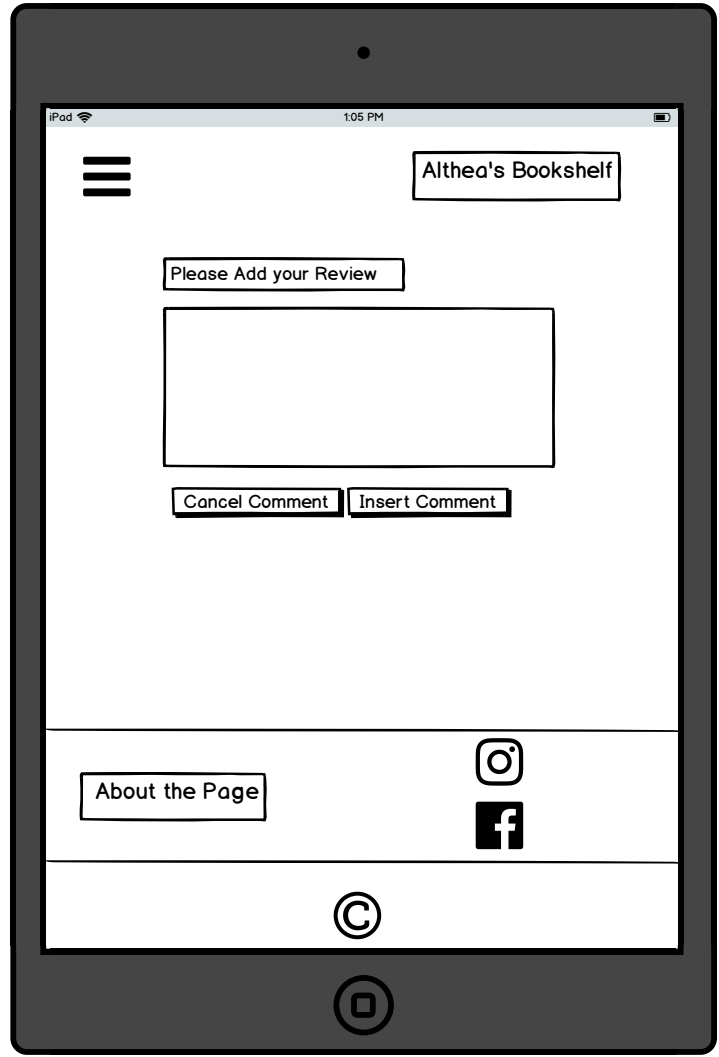 iPad 1:05 PM
Althea's Bookshelf
Please Add your Review
Cancel Comment Insert Comment
About the Page
©